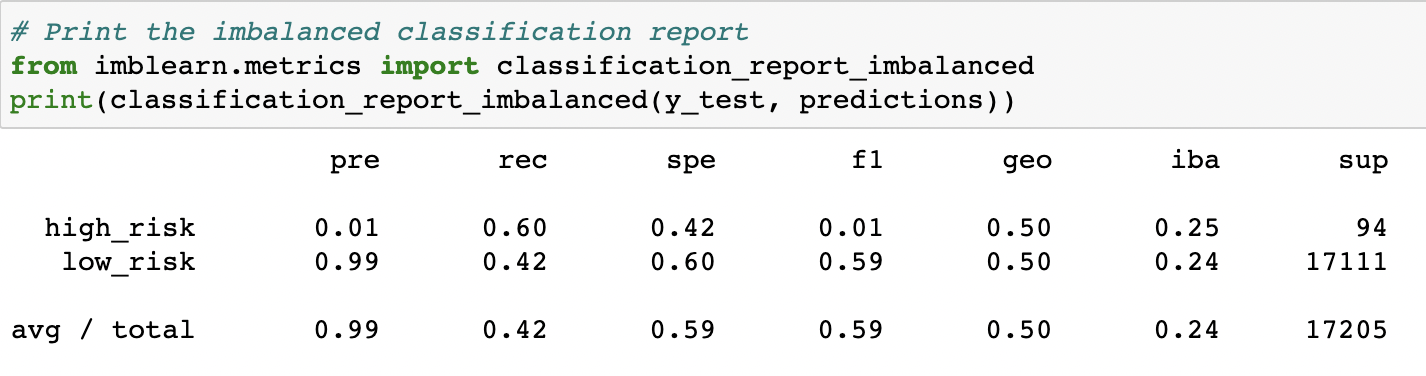 # Print the imbalanced classification report
from imblearn.metrics import classification_report_imbalanced
print(classification_report_imbalanced(y_test, predictions))
pre rec spe f1 geo iba sup
high_risk 0.01 0.60 0.42 0.01 0.50 0.25 94
low_risk 0.99 0.42 0.60 0.59 0.50 0.24 17111
avg / total 0.99 0.42 0.59 0.59 0.50 0.24 17205